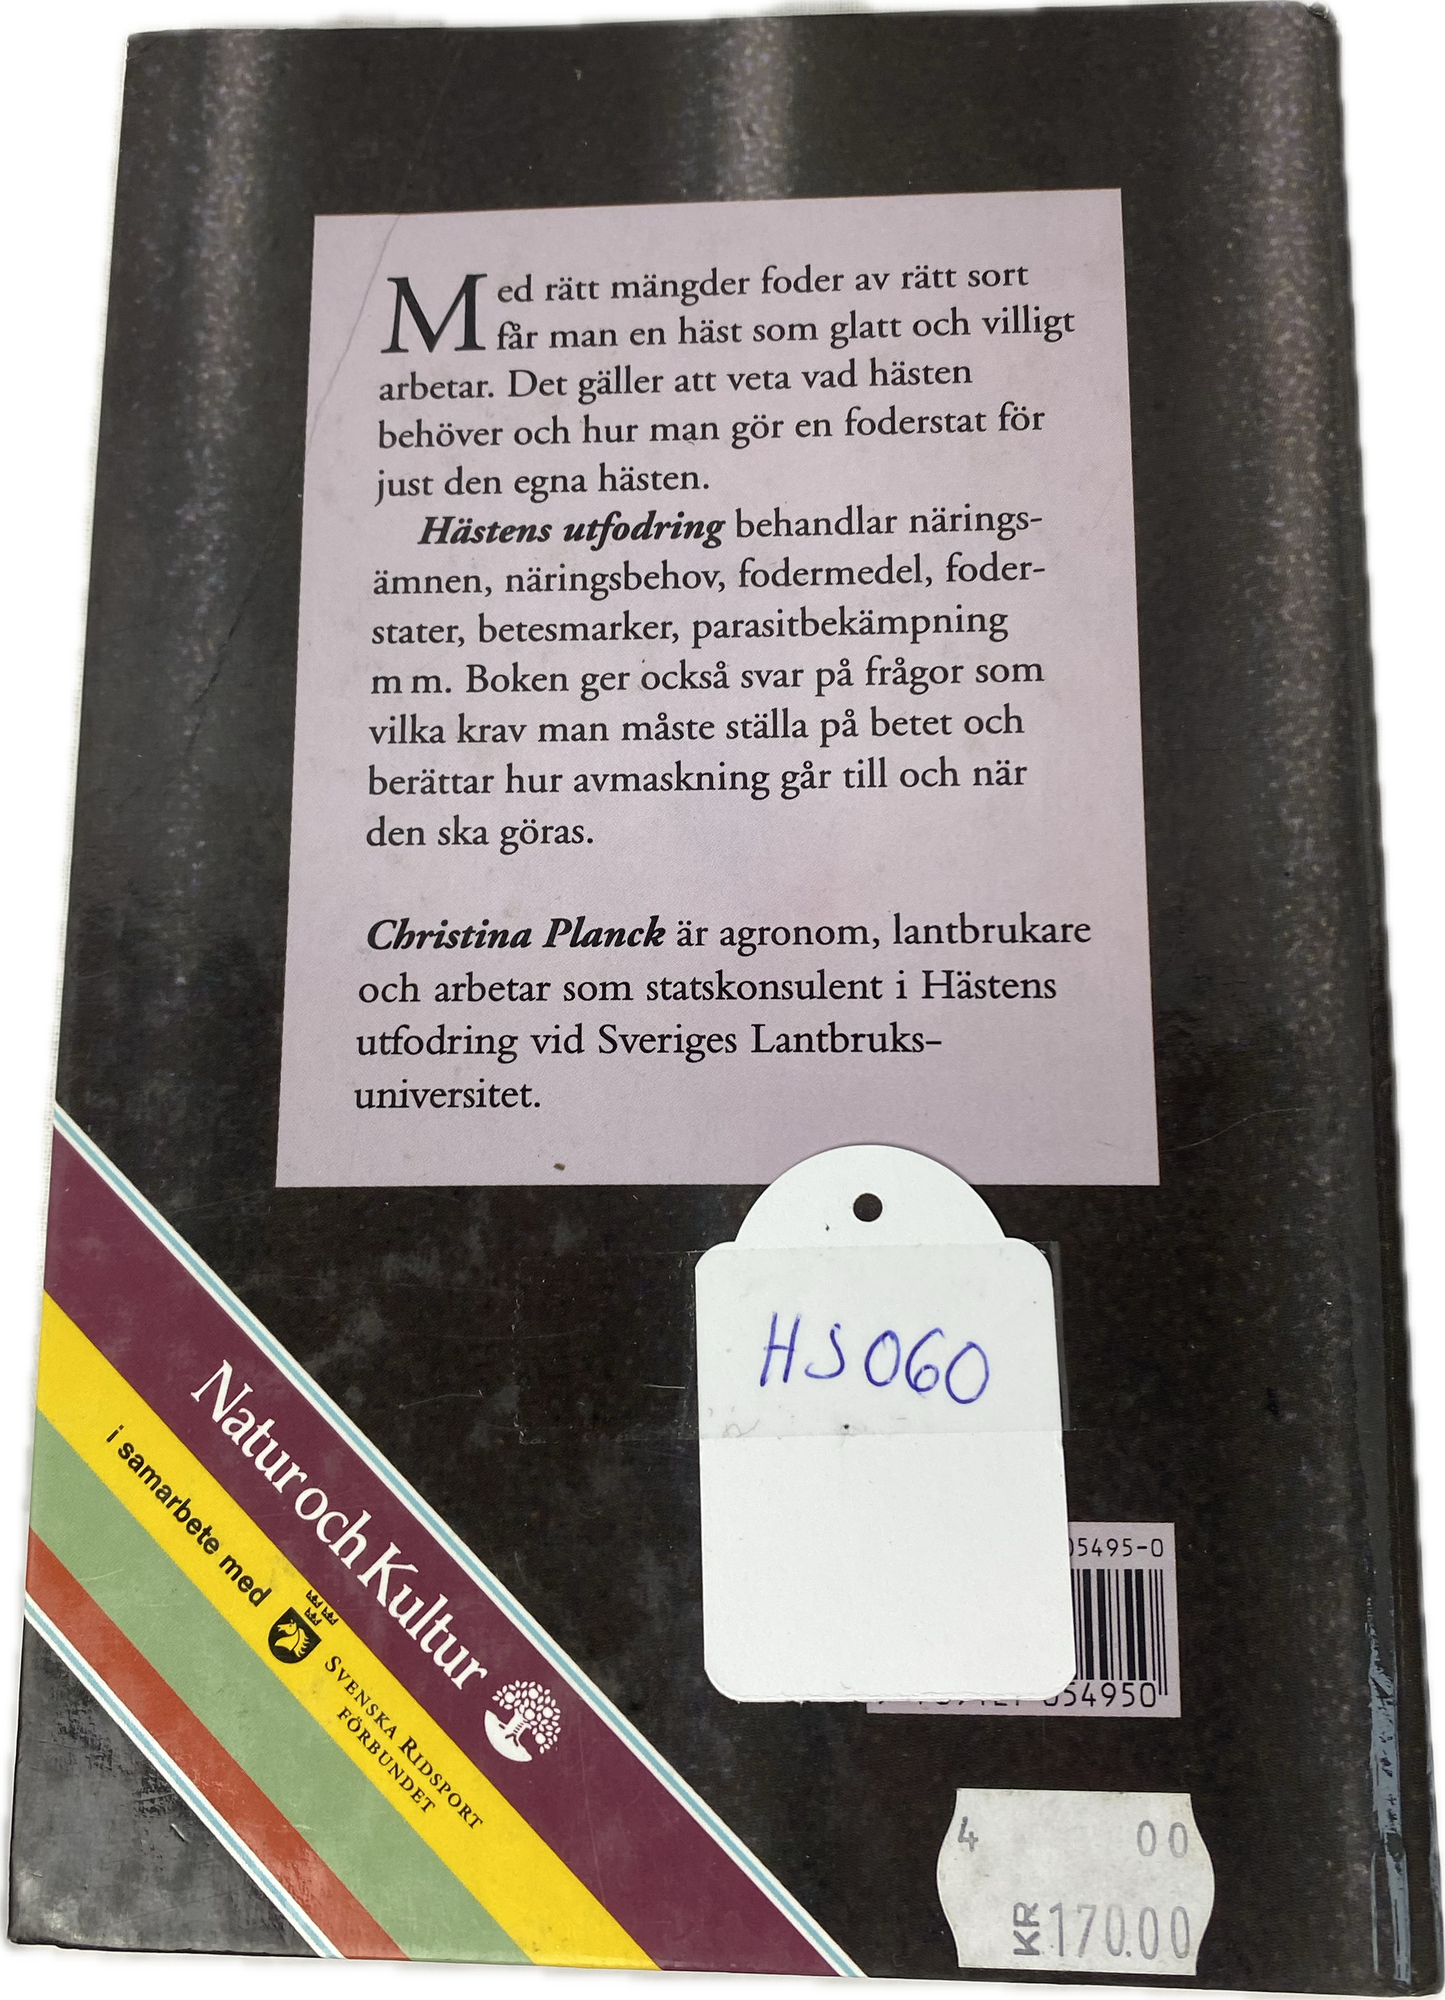 Med rätt mängder foder av rätt sort
får man en häst som glatt och villigt
arbetar. Det gäller att veta vad hästen
behöver och hur man gör en foderstat för
just den egna hästen.
Hästens utfodring behandlar närings-
ämnen, näringsbehov, fodermedel, foder-
stater, betesmarker, parasitbekämpning
m m. Boken ger också svar på frågor som
vilka krav man måste ställa på betet och
berättar hur avmaskning går till och när
den ska göras.
Christina Planck är agronom, lantbrukare
och arbetar som statskonsulent i Hästens
utfodring vid Sveriges Lantbruks-
universitet.
HS060
Natur och Kultur
i samarbete med
SVENSKA RIDSPORT
FÖRBUNDET
05495-0
054950
4 00
KR 170.00